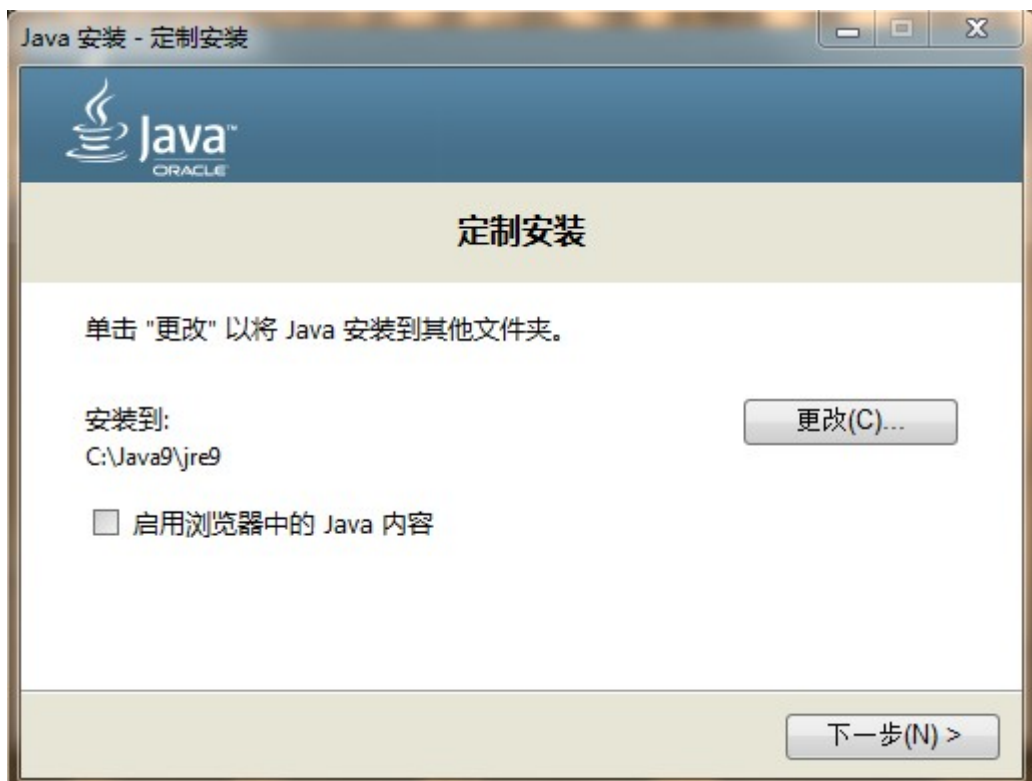 Java 安装 - 定制安装
Java™
ORACLE
定制安装
单击 "更改" 以将 Java 安装到其他文件夹。
安装到:
更改(C)...
C:\Java9\jre9
启用浏览器中的 Java 内容
下一步(N) >